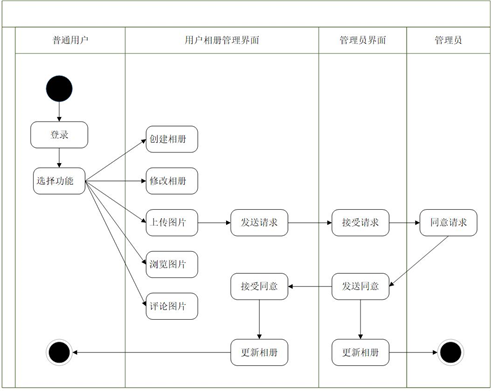 普通用户
用户相册管理界面
管理员界面
管理员
登录
选择功能
创建相册
修改相册
上传图片
发送请求
接受请求
同意请求
浏览图片
评论图片
接受同意
发送同意
更新相册
更新相册